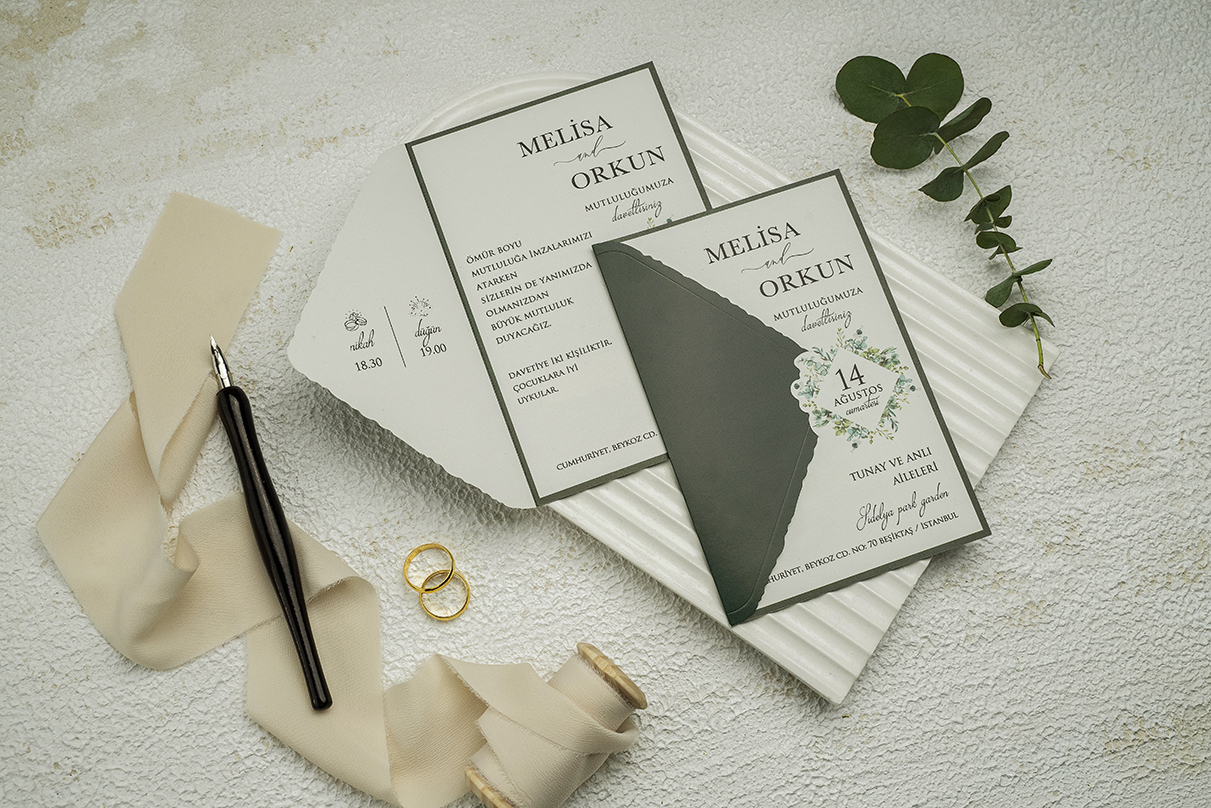 MELİSA
and
ORKUN
MUTLULUĞUMUZA
davetlisiniz
ÖMÜR BOYU
MUTLULUĞA İMZALARIMIZI
ATARKEN
SİZLERİN DE YANIMIZDA
OLMANIZDAN
BÜYÜK MUTLULUK
DUYACAĞIZ.
DAVETİYE İKİ KİŞİLİKTİR.
ÇOCUKLARA İYİ
UYKULAR.
CUMHURİYET, BEYKOZ CD.
nikah
18.30
düğün
19.00
MELİSA
and
ORKUN
MUTLULUĞUMUZA
davetlisiniz
14
AĞUSTOS
cumartesi
TUNAY VE ANLI
AİLELERİ
Sidelya park garden
HURİYET, BEYKOZ CD. NO: 70 BEŞİKTAŞ / ISTANBUL